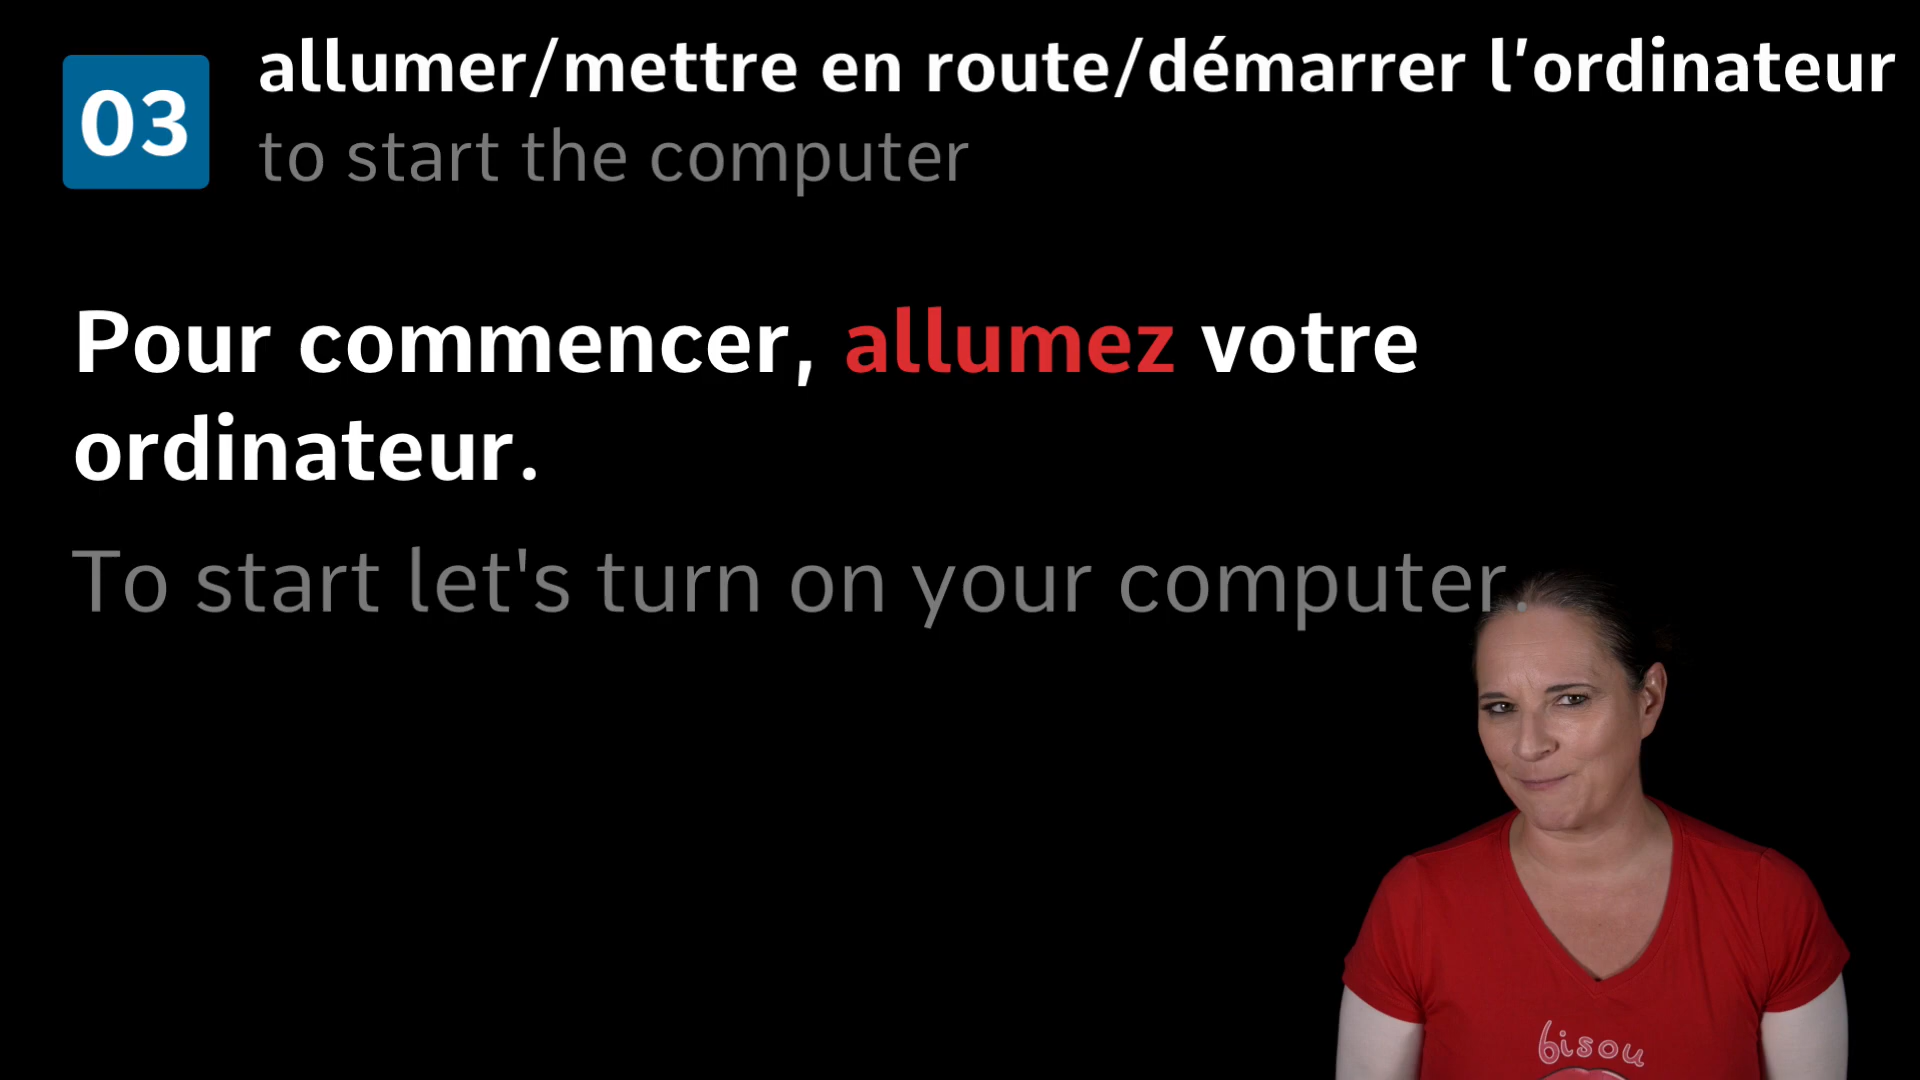 03
allumer/mettre en route/démarrer l'ordinateur
to start the computer
Pour commencer, allumez votre
ordinateur.
To start let's turn on your computer.
bisou